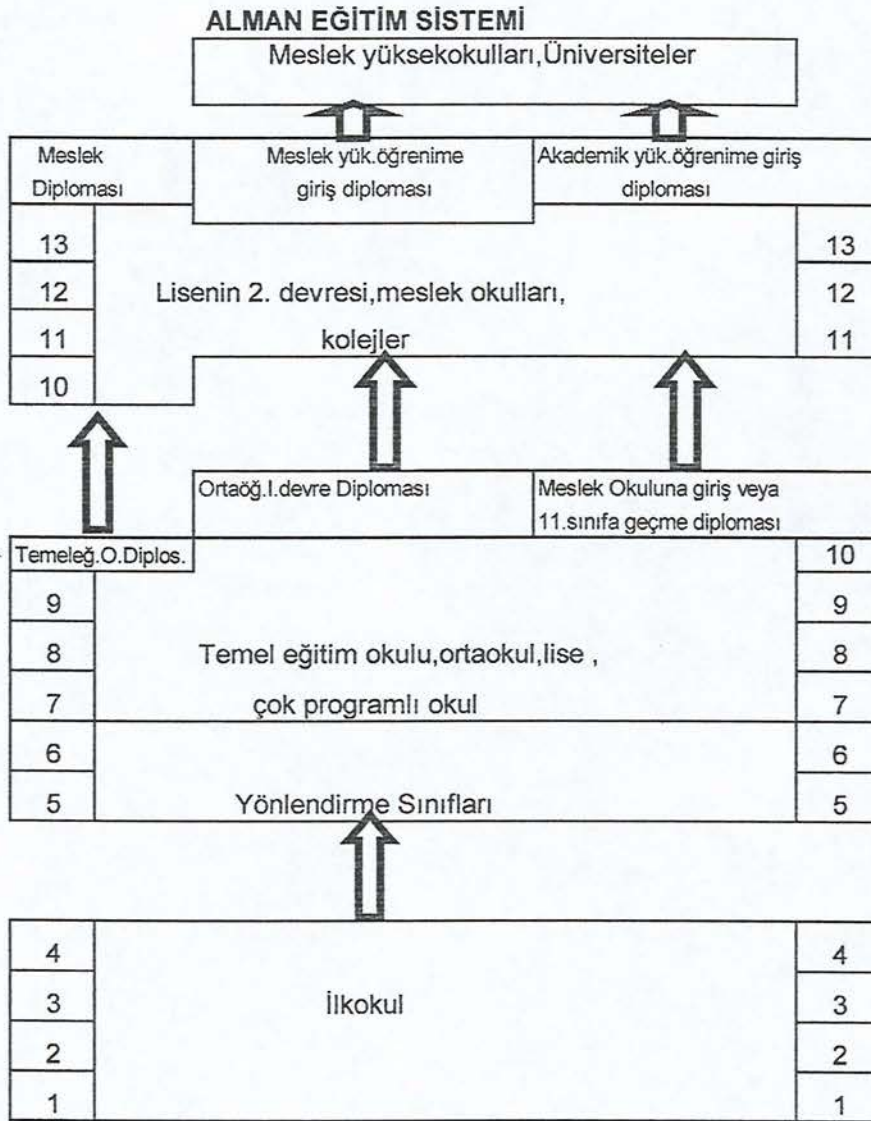 ALMAN EĞİTİM SİSTEMİ
Meslek yüksekokulları,Üniversiteler
Meslek
Diploması
Meslek yük.öğrenime
giriş diploması
Akademik yük.öğrenime giriş
diploması
13
12
11
10
Lisenin 2. devresi,meslek okulları,
kolejler
13
12
11
Ortaöğ.I.devre Diploması
Meslek Okuluna giriş veya
11.sınıfa geçme diploması
Temeleğ.O.Diplos.
9
8
7
6
5
Temel eğitim okulu,ortaokul,lise ,
çok programlı okul
Yönlendirme Sınıfları
10
9
8
7
6
5
4
3
2
1
İlkokul
4
3
2
1